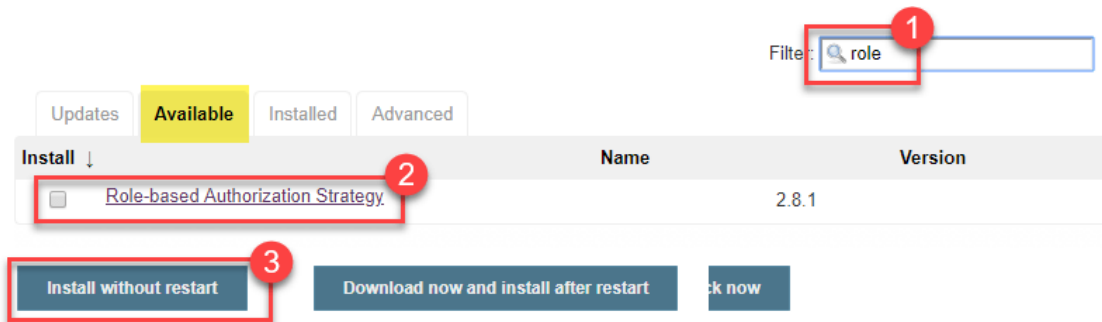 1
Filter: role
Updates Available Installed Advanced
Install ↓ Name Version
2
Role-based Authorization Strategy 2.8.1
3
Install without restart Download now and install after restart ck now